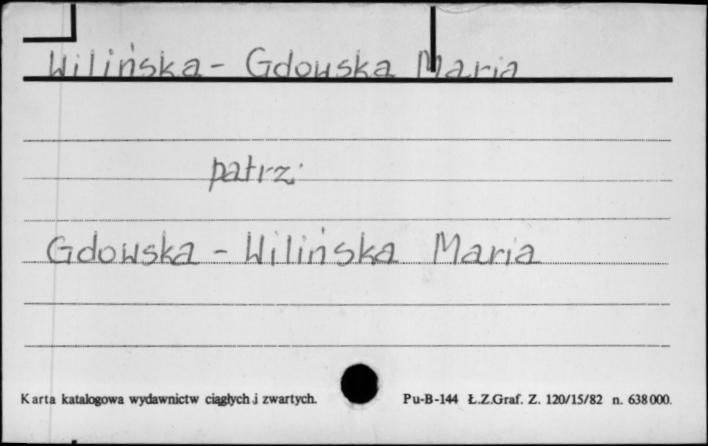 Wilińska - Gdowska Maria
patrz:
Gdowska - Wilińska Maria
Karta katalogowa wydawnictw ciągłych i zwartych. Pu-B-144 Ł.Z.Graf. Z. 120/15/82 n. 638000.